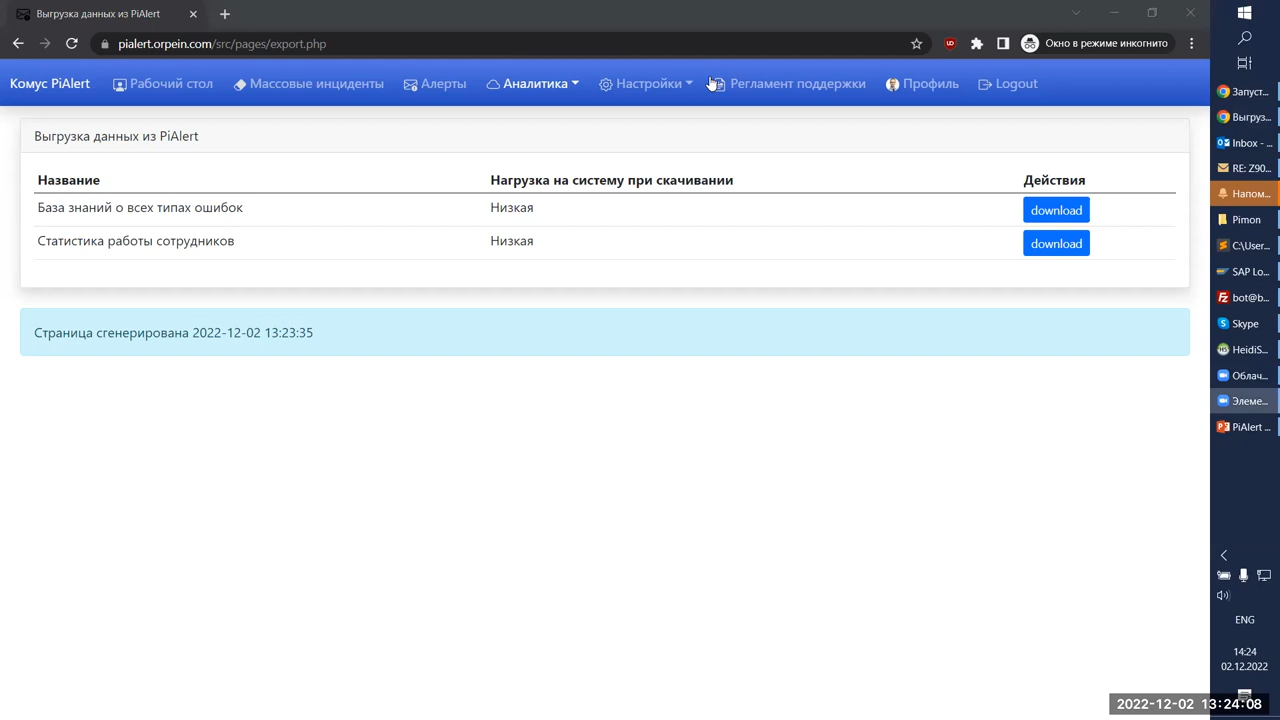 Выгрузка данных из PiAlert
pialert.orpein.com/src/pages/export.php
Окно в режиме инкогнито
Комус PiAlert Рабочий стол Массовые инциденты Алерты Аналитика Настройки Регламент поддержки Профиль Logout
Выгрузка данных из PiAlert
Название Нагрузка на систему при скачивании Действия
База знаний о всех типах ошибок Низкая download
Статистика работы сотрудников Низкая download
Страница сгенерирована 2022-12-02 13:23:35
Запуст...
Выгруз...
Inbox - ...
RE: Z90...
Напом...
Pimon
C:\User...
SAP Lo...
bot@b...
Skype
HeidiS...
Облач...
Элеме...
PiAlert ...
ENG
14:24
02.12.2022
2022-12-02 13:24:08